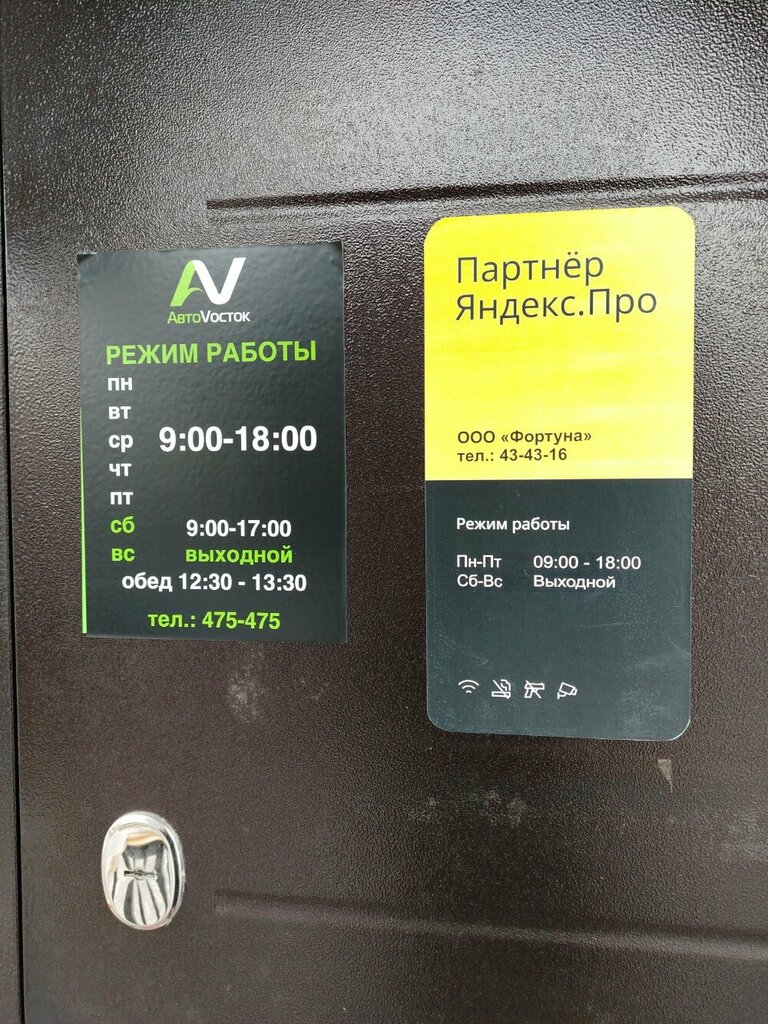 АвтоVосток
РЕЖИМ РАБОТЫ
пн
вт
ср 9:00-18:00
чт
пт
сб 9:00-17:00
вс выходной
обед 12:30 - 13:30
тел.: 475-475
Партнёр
Яндекс.Про
ООО «Фортуна»
тел.: 43-43-16
Режим работы
Пн-Пт 09:00 - 18:00
Сб-Вс Выходной